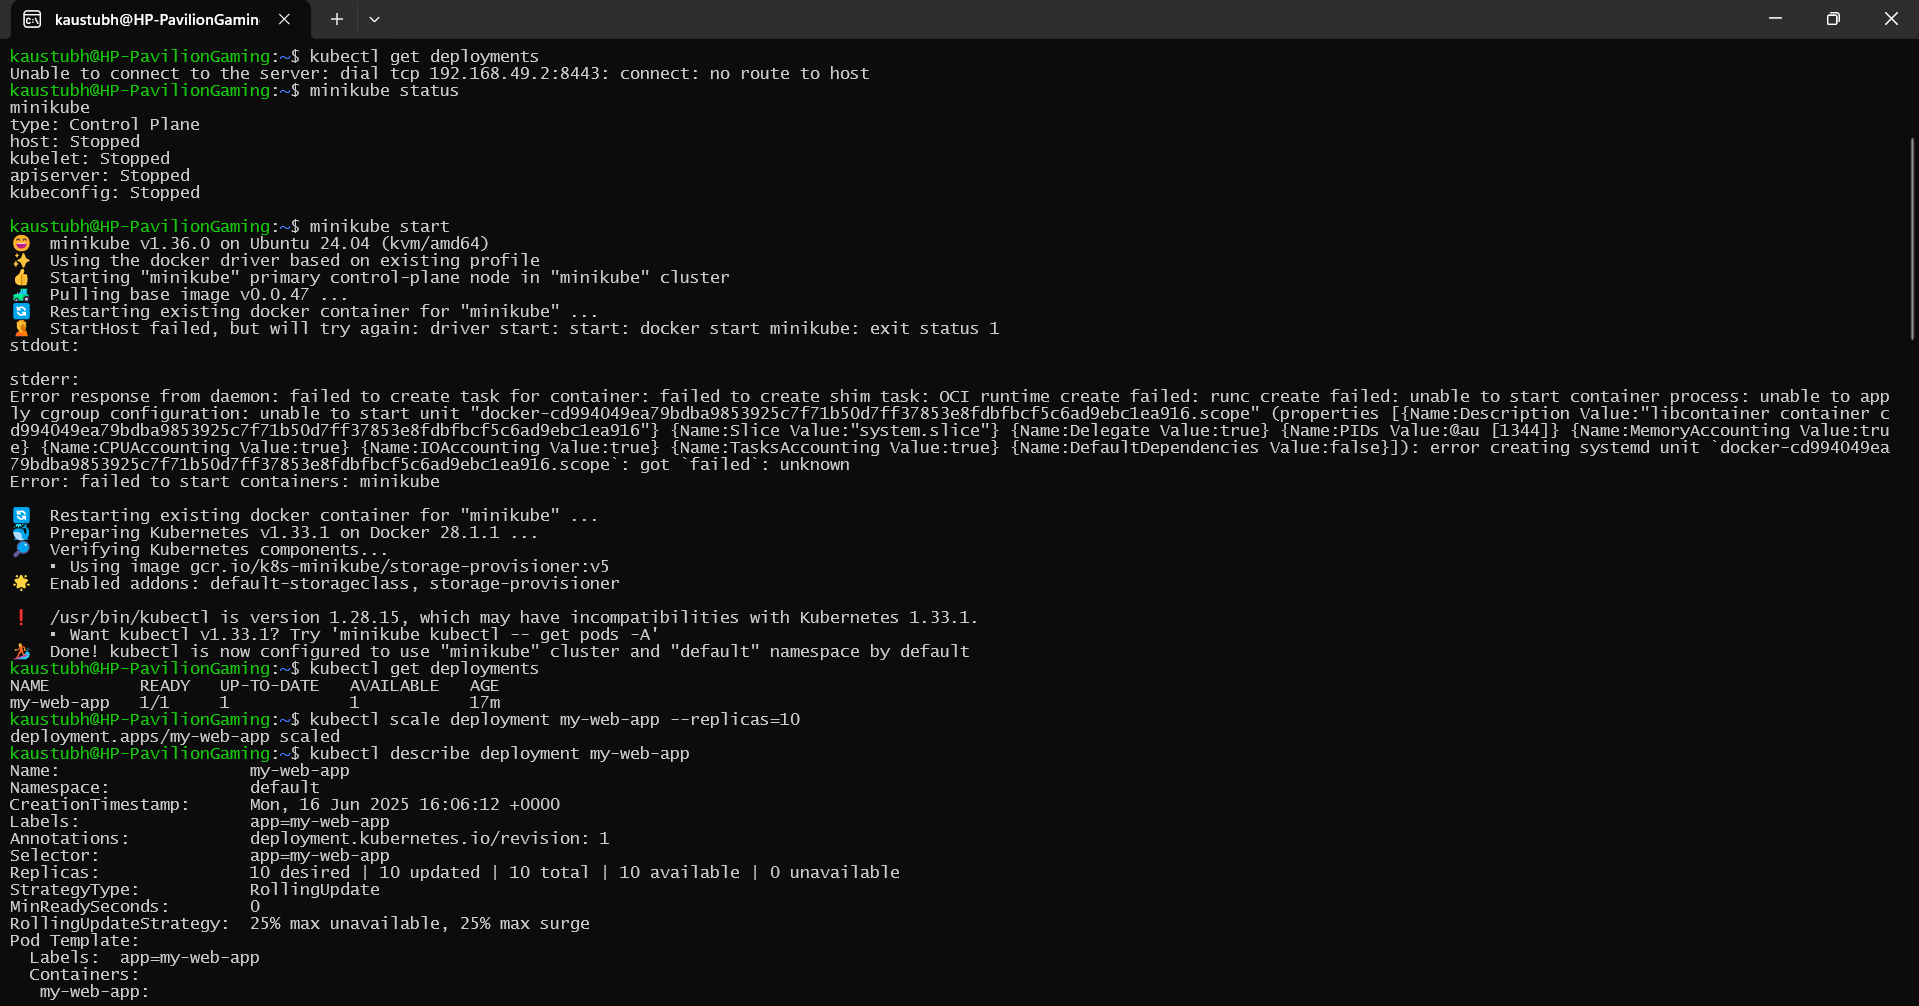 kaustubh@HP-PavilionGamin
kaustubh@HP-PavilionGaming:~$ kubectl get deployments
Unable to connect to the server: dial tcp 192.168.49.2:8443: connect: no route to host
kaustubh@HP-PavilionGaming:~$ minikube status
minikube
type: Control Plane
host: Stopped
kubelet: Stopped
apiserver: Stopped
kubeconfig: Stopped
kaustubh@HP-PavilionGaming:~$ minikube start
minikube v1.36.0 on Ubuntu 24.04 (kvm/amd64)
Using the docker driver based on existing profile
Starting "minikube" primary control-plane node in "minikube" cluster
Pulling base image v0.0.47 ...
Restarting existing docker container for "minikube" ...
StartHost failed, but will try again: driver start: start: docker start minikube: exit status 1
stdout:
stderr:
Error response from daemon: failed to create task for container: failed to create shim task: OCI runtime create failed: runc create failed: unable to start container process: unable to app
ly cgroup configuration: unable to start unit "docker-cd994049ea79bdba9853925c7f71b50d7ff37853e8fdbfbcf5c6ad9ebc1ea916.scope" (properties [{Name:Description Value:"libcontainer container c
d994049ea79bdba9853925c7f71b50d7ff37853e8fdbfbcf5c6ad9ebc1ea916"} {Name:Slice Value:"system.slice"} {Name:Delegate Value:true} {Name:PIDs Value:@au [1344]} {Name:MemoryAccounting Value:tru
e} {Name:CPUAccounting Value:true} {Name:IOAccounting Value:true} {Name:TasksAccounting Value:true} {Name:DefaultDependencies Value:false}]): error creating systemd unit `docker-cd994049ea
79bdba9853925c7f71b50d7ff37853e8fdbfbcf5c6ad9ebc1ea916.scope`: got `failed`: unknown
Error: failed to start containers: minikube
Restarting existing docker container for "minikube" ...
Preparing Kubernetes v1.33.1 on Docker 28.1.1 ...
Verifying Kubernetes components...
• Using image gcr.io/k8s-minikube/storage-provisioner:v5
Enabled addons: default-storageclass, storage-provisioner
❗ /usr/bin/kubectl is version 1.28.15, which may have incompatibilities with Kubernetes 1.33.1.
• Want kubectl v1.33.1? Try 'minikube kubectl -- get pods -A'
Done! kubectl is now configured to use "minikube" cluster and "default" namespace by default
kaustubh@HP-PavilionGaming:~$ kubectl get deployments
NAME READY UP-TO-DATE AVAILABLE AGE
my-web-app 1/1 1 1 17m
kaustubh@HP-PavilionGaming:~$ kubectl scale deployment my-web-app --replicas=10
deployment.apps/my-web-app scaled
kaustubh@HP-PavilionGaming:~$ kubectl describe deployment my-web-app
Name: my-web-app
Namespace: default
CreationTimestamp: Mon, 16 Jun 2025 16:06:12 +0000
Labels: app=my-web-app
Annotations: deployment.kubernetes.io/revision: 1
Selector: app=my-web-app
Replicas: 10 desired | 10 updated | 10 total | 10 available | 0 unavailable
StrategyType: RollingUpdate
MinReadySeconds: 0
RollingUpdateStrategy: 25% max unavailable, 25% max surge
Pod Template:
Labels: app=my-web-app
Containers:
my-web-app: